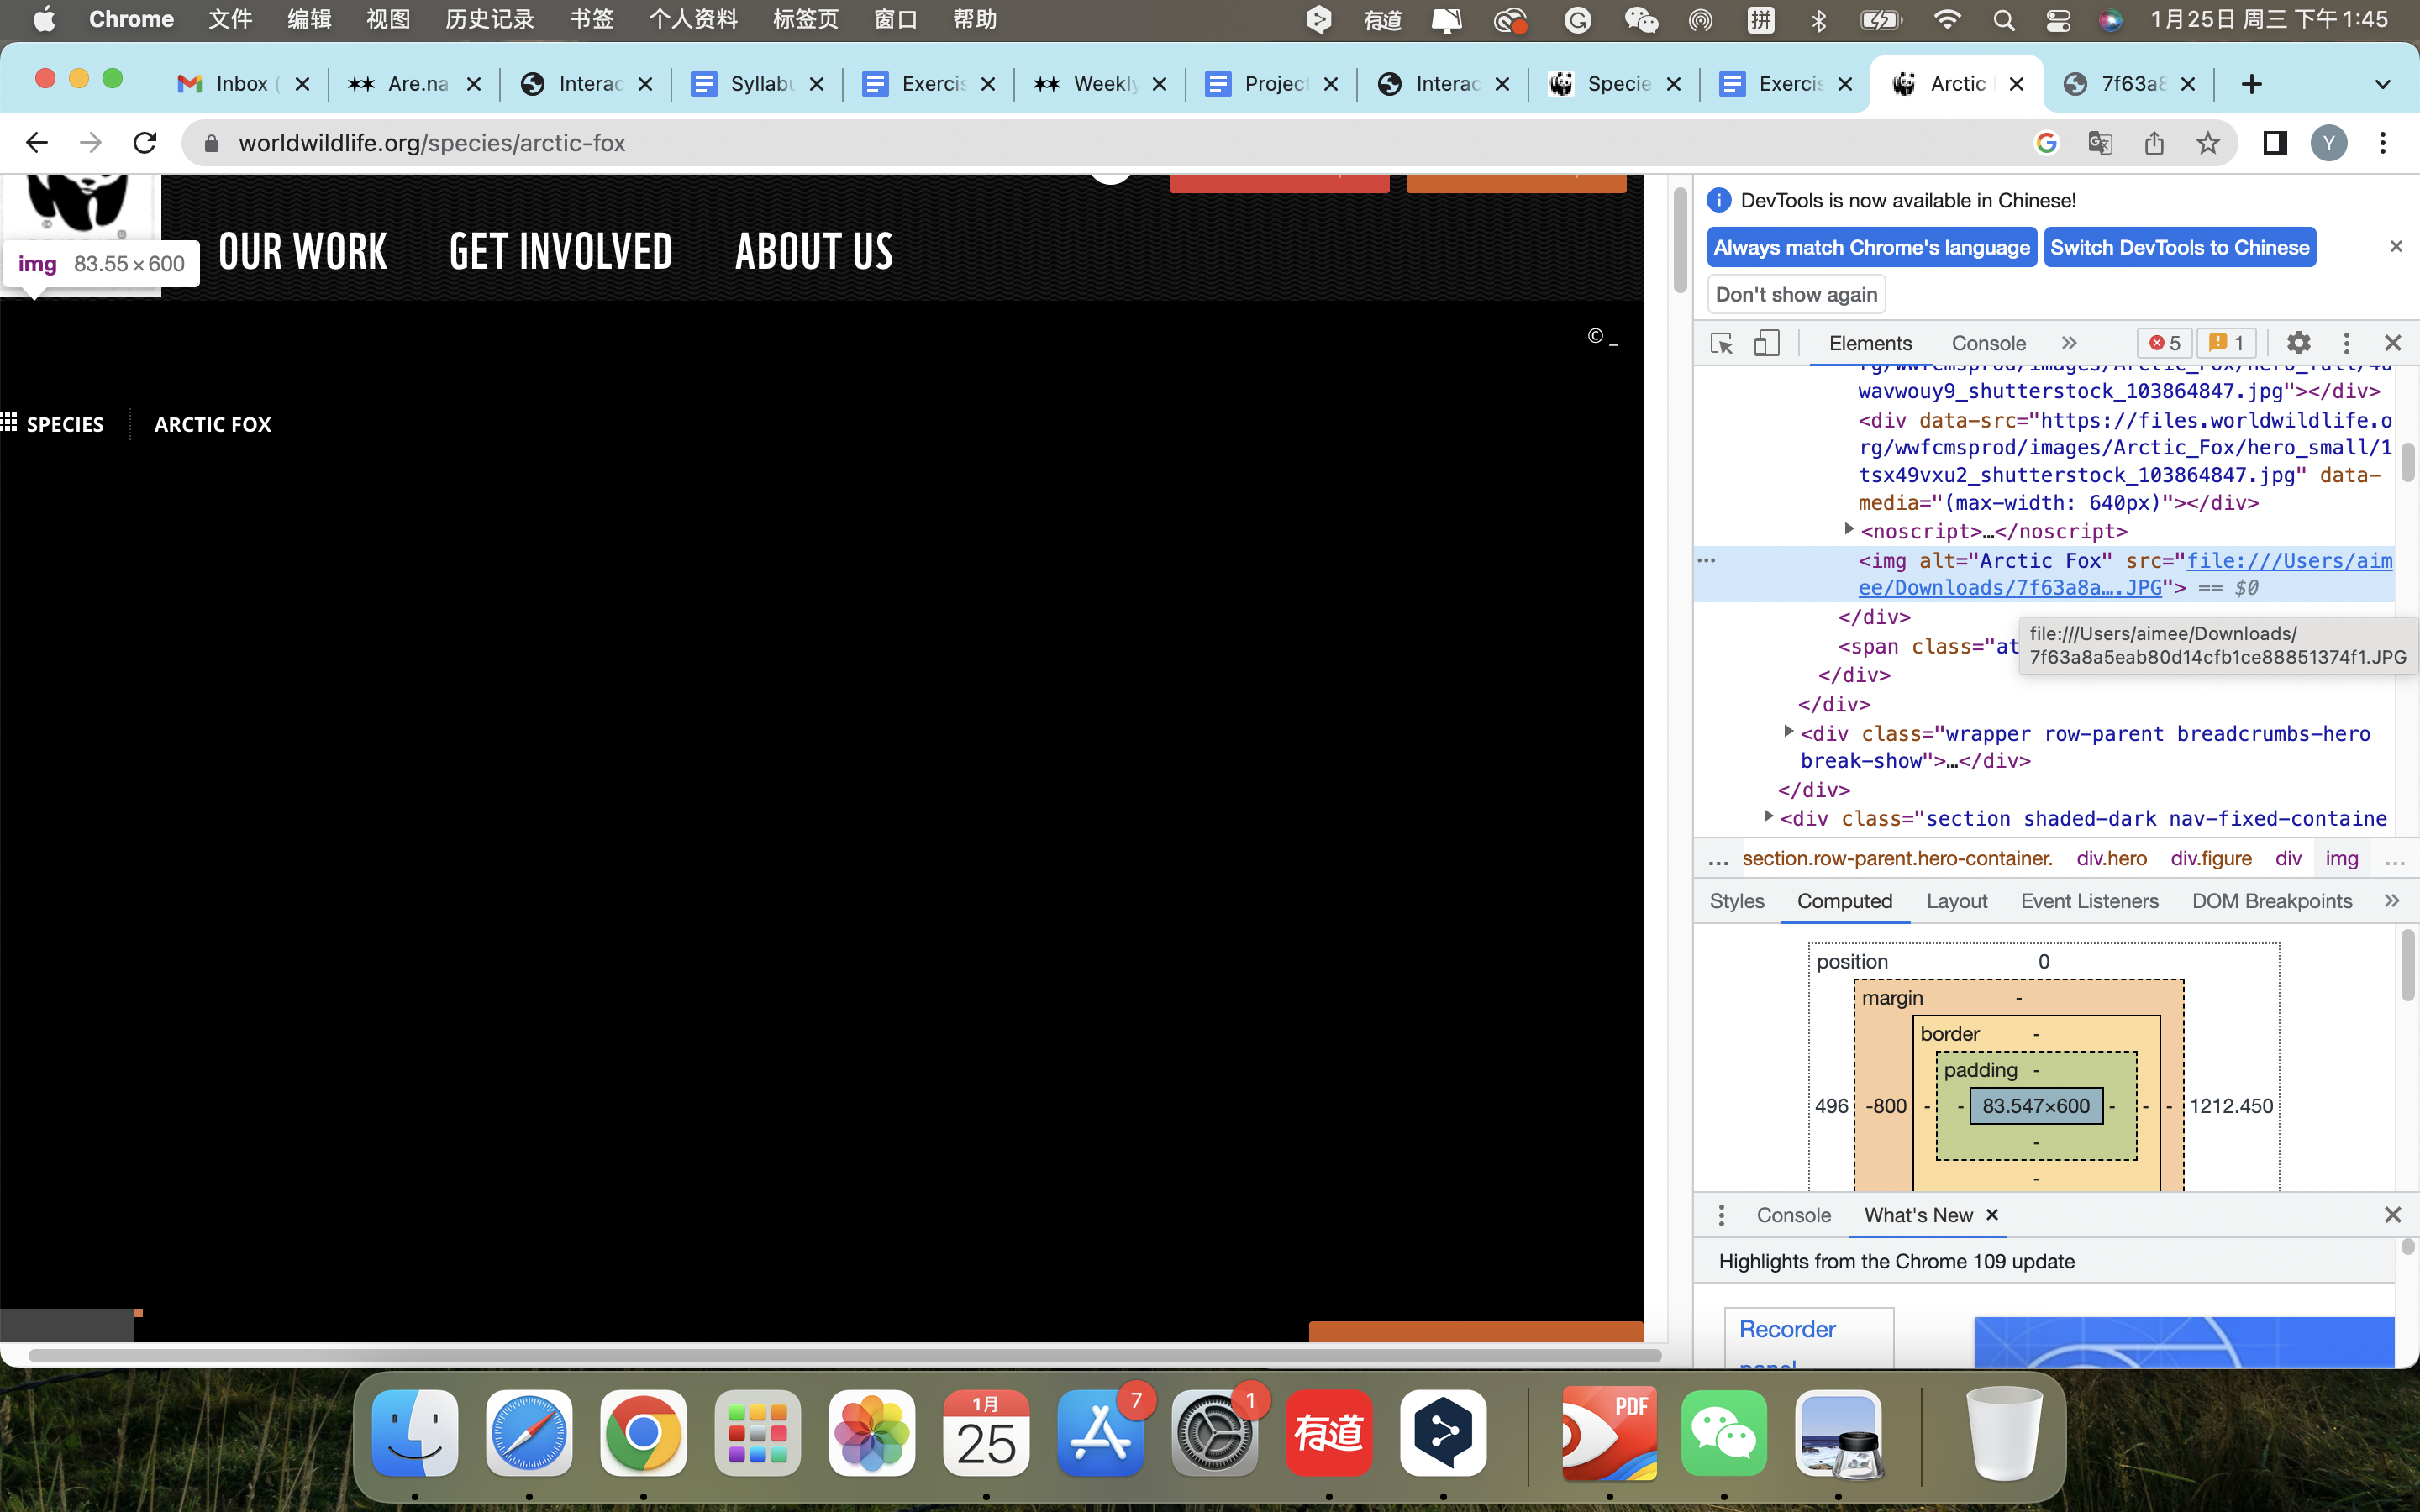 Chrome 文件 编辑 视图 历史记录 书签 个人资料 标签页 窗口 帮助 有道 拼 1月25日 周三 下午 1:45
Inbox ( Are.na Interac Syllabu Exercis Weekly Project Interac Specie Exercis Arctic 7f63a8
worldwildlife.org/species/arctic-fox
Y
OUR WORK GET INVOLVED ABOUT US
img 83.55 × 600
© _
SPECIES ARCTIC FOX
DevTools is now available in Chinese!
Always match Chrome's language Switch DevTools to Chinese
Don't show again
Elements Console 5 1
rg/wwfcmsprod/images/Arctic_Fox/hero_full/4u
wavwouy9_shutterstock_103864847.jpg"></div>
<div data-src="https://files.worldwildlife.o
rg/wwfcmsprod/images/Arctic_Fox/hero_small/1
tsx49vxu2_shutterstock_103864847.jpg" data-
media="(max-width: 640px)"></div>
<noscript>…</noscript>
<img alt="Arctic Fox" src="file:///Users/aim
ee/Downloads/7f63a8a….JPG"> == $0
</div>
<span class="at
file:///Users/aimee/Downloads/
7f63a8a5eab80d14cfb1ce88851374f1.JPG
</div>
</div>
<div class="wrapper row-parent breadcrumbs-hero
break-show">…</div>
</div>
<div class="section shaded-dark nav-fixed-containe
... section.row-parent.hero-container. div.hero div.figure div img ...
Styles Computed Layout Event Listeners DOM Breakpoints
position 0
margin -
border -
padding -
496 -800 - - 83.547×600 - - - 1212.450
-
-
Console What's New
Highlights from the Chrome 109 update
Recorder
panel
7 1
1月
25
有道
PDF